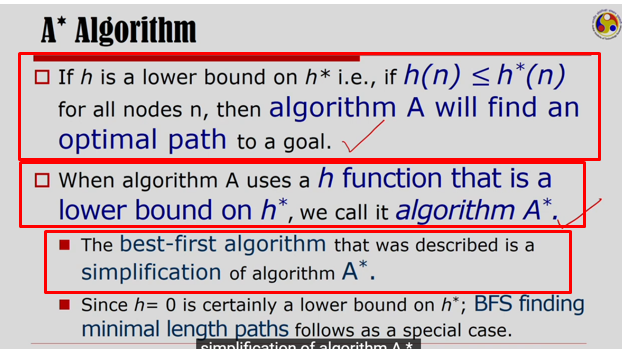 A* Algorithm
If h is a lower bound on h* i.e., if h(n) ≤ h*(n)
for all nodes n, then algorithm A will find an
optimal path to a goal.
When algorithm A uses a h function that is a
lower bound on h*, we call it algorithm A*.
The best-first algorithm that was described is a
simplification of algorithm A*.
Since h= 0 is certainly a lower bound on h*; BFS finding
minimal length paths follows as a special case.
simplification of algorithm A *